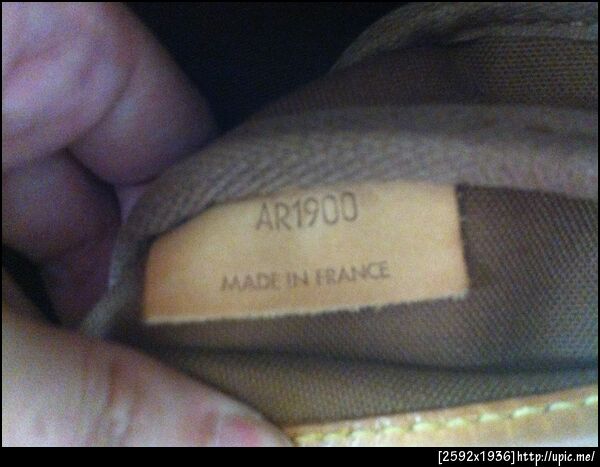 AR1900
MADE IN FRANCE
[2592x1936]http://upic.me/